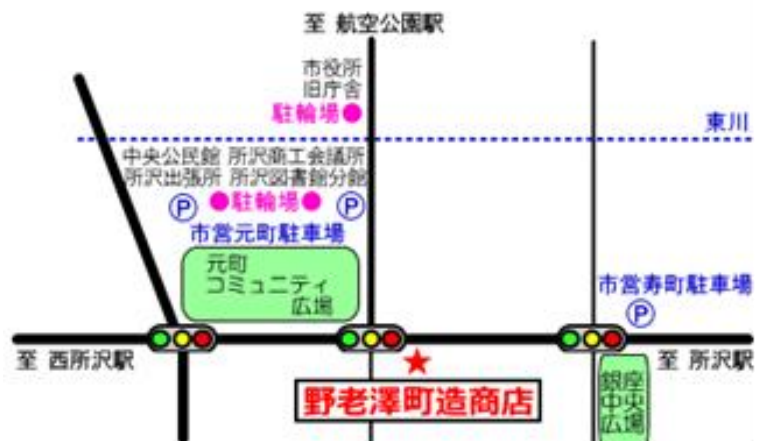 至 航空公園駅
市役所
旧庁舎
駐輪場●
東川
中央公民館 所沢商工会議所
所沢出張所 所沢図書館分館
Ⓟ ●駐輪場● Ⓟ
市営元町駐車場
元町
コミュニティ
広場
市営寿町駐車場
Ⓟ
至 西所沢駅
至 所沢駅
野老澤町造商店
銀座
中央
広場